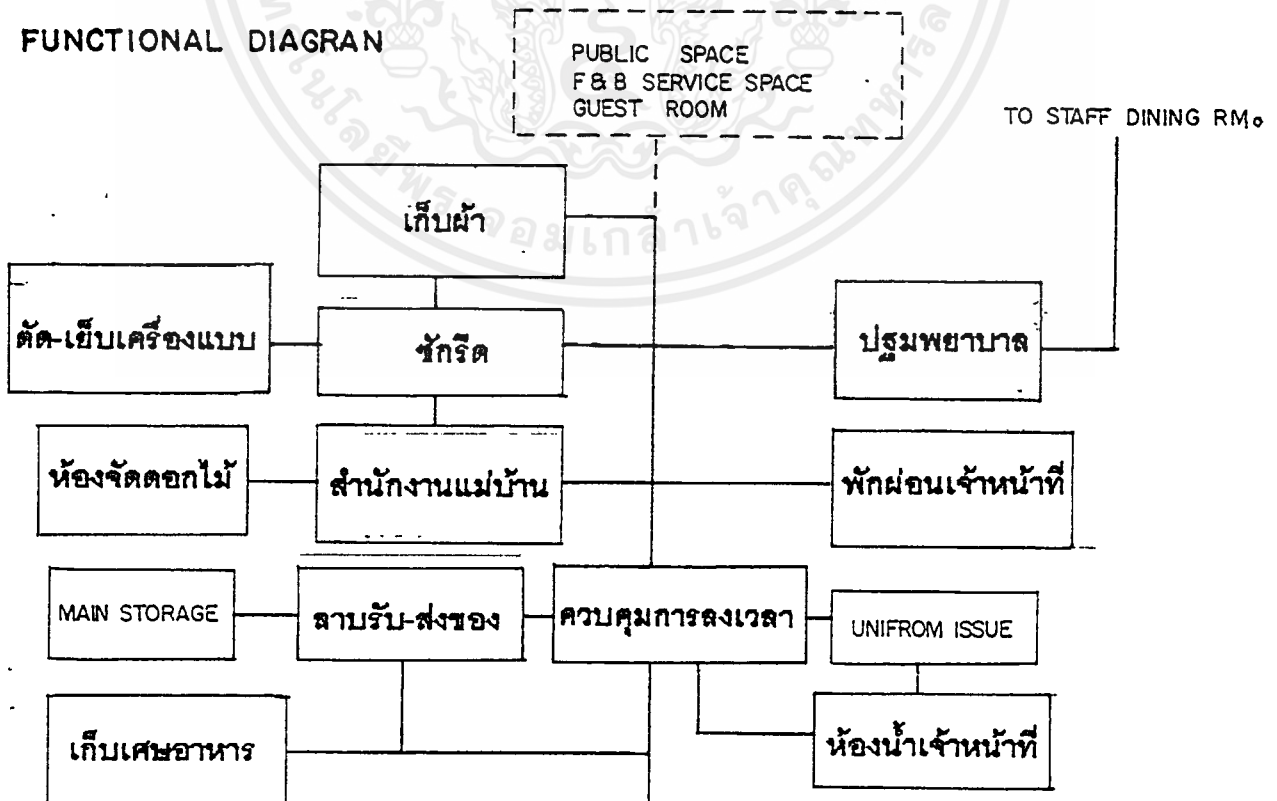 FUNCTIONAL DIAGRAN
PUBLIC SPACE
F & B SERVICE SPACE
GUEST ROOM
TO STAFF DINING RM.
เก็บผ้า
ตัด-เย็บเครื่องแบบ
ซักรีด
ปฐมพยาบาล
ห้องจัดดอกไม้
สำนักงานแม่บ้าน
พักผ่อนเจ้าหน้าที่
MAIN STORAGE
ลาบรับ-ส่งของ
ควบคุมการลงเวลา
UNIFROM ISSUE
เก็บเศษอาหาร
ห้องน้ำเจ้าหน้าที่